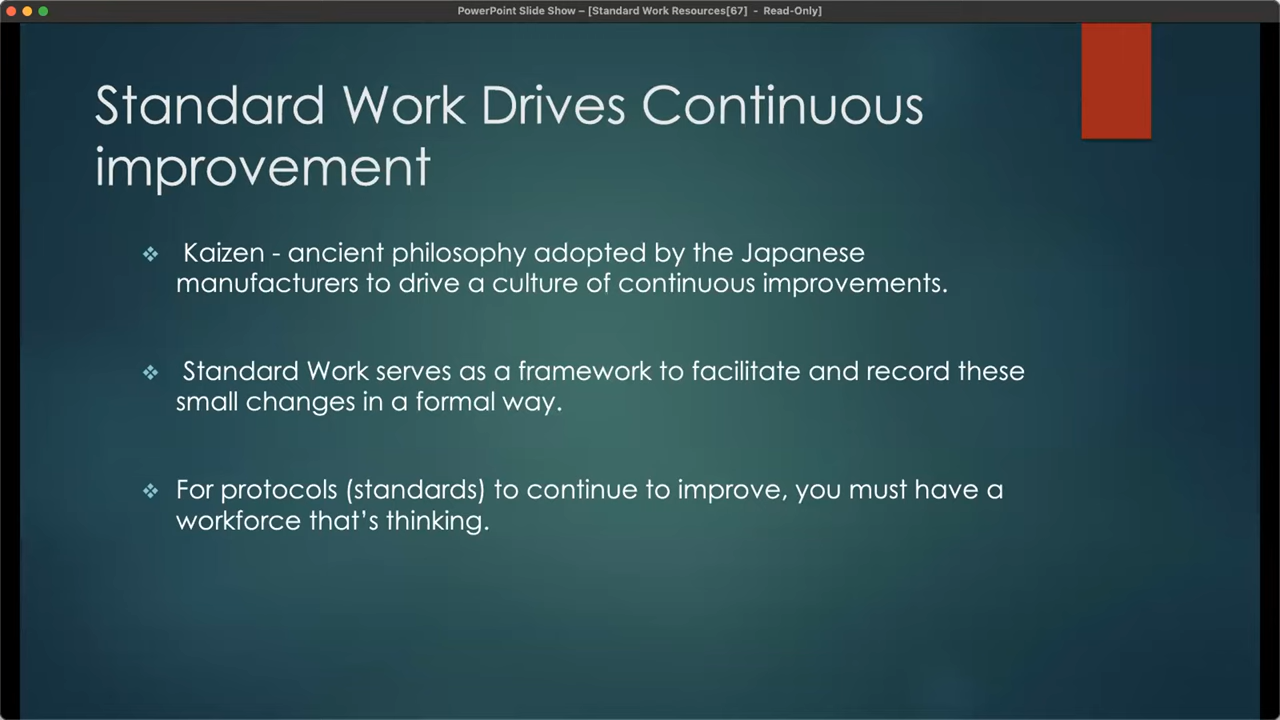 PowerPoint Slide Show – [Standard Work Resources[67] - Read-Only]
Standard Work Drives Continuous
improvement
❖ Kaizen - ancient philosophy adopted by the Japanese
manufacturers to drive a culture of continuous improvements.
❖ Standard Work serves as a framework to facilitate and record these
small changes in a formal way.
❖ For protocols (standards) to continue to improve, you must have a
workforce that’s thinking.